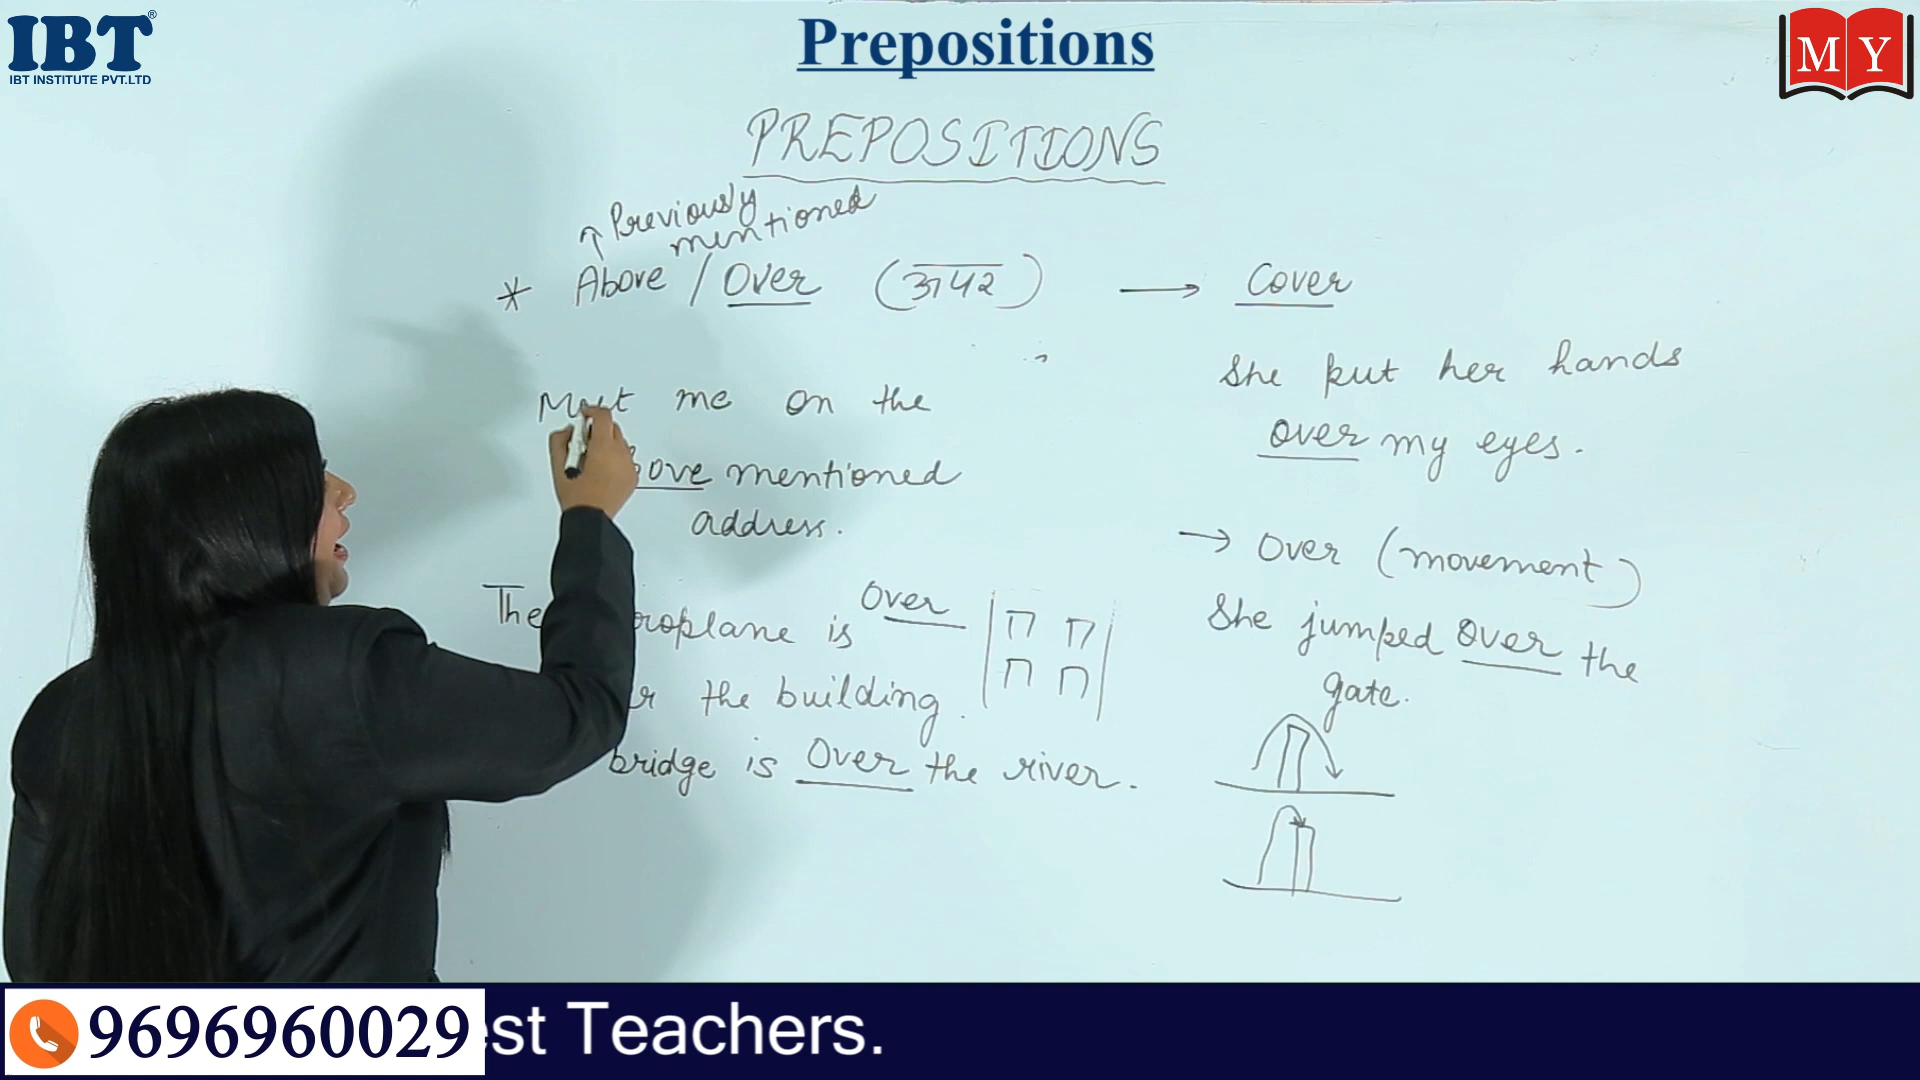 IBT®
IBT INSTITUTE PVT.LTD
Prepositions
M Y
PREPOSITIONS
↑ Previously
mentioned
* Above / Over (ऊपर) → Cover
She put her hands
over my eyes.
Meet me on the
mentioned
address.
→ Over (movement)
She jumped over the
gate.
The is Over
the building.
bridge is Over the river.
9696960029
Teachers.